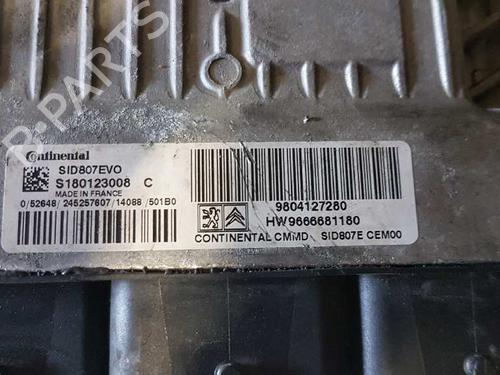 B-PARTS
Continental
SID807EVO
S180123008 C
MADE IN FRANCE
0/52648/245257607/14088/501B0
9804127280
HW9666681180
CONTINENTAL CMMD SID807E CEM00